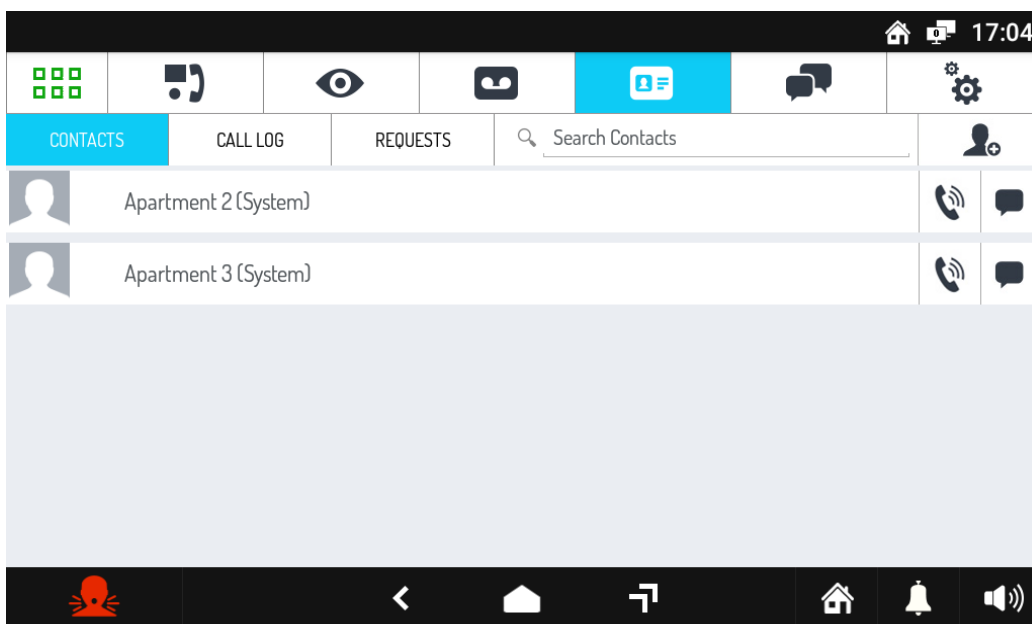 17:04
CONTACTS CALL LOG REQUESTS Search Contacts
Apartment 2 (System)
Apartment 3 (System)